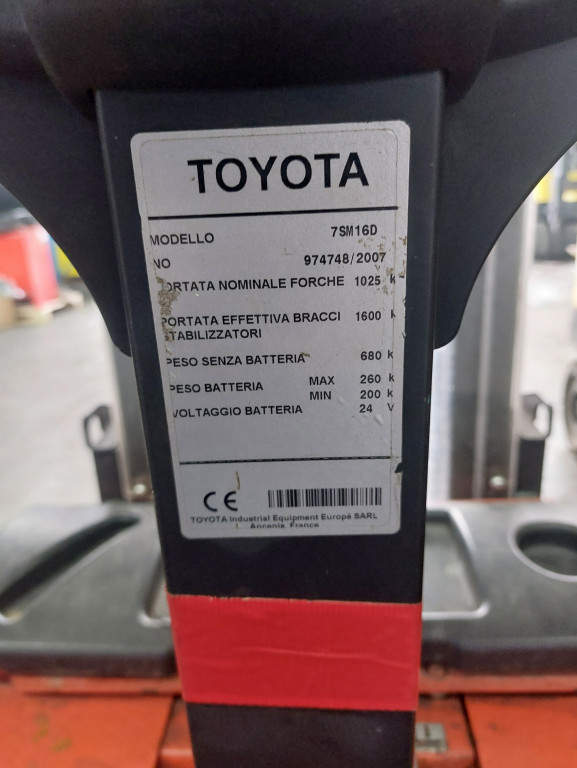 TOYOTA
MODELLO 7SM16D
NO 974748/2007
PORTATA NOMINALE FORCHE 1025 k
PORTATA EFFETTIVA BRACCI 1600 k
STABILIZZATORI
PESO SENZA BATTERIA 680 k
PESO BATTERIA MAX 260 k
MIN 200 k
VOLTAGGIO BATTERIA 24 V
CE
TOYOTA Industrial Equipment Europe SARL
Ancenis, France